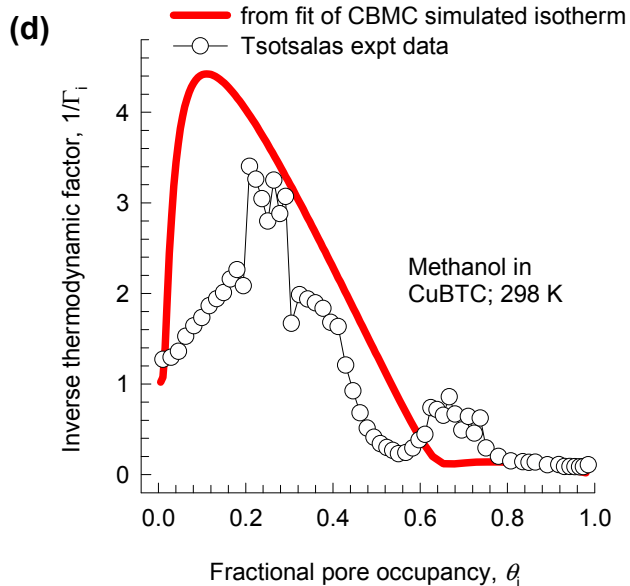 (d)
from fit of CBMC simulated isotherm
Tsotsalas expt data
Inverse thermodynamic factor, 1/Γi
4
3
2
1
0
Methanol in
CuBTC; 298 K
0.0 0.2 0.4 0.6 0.8 1.0
Fractional pore occupancy, θi